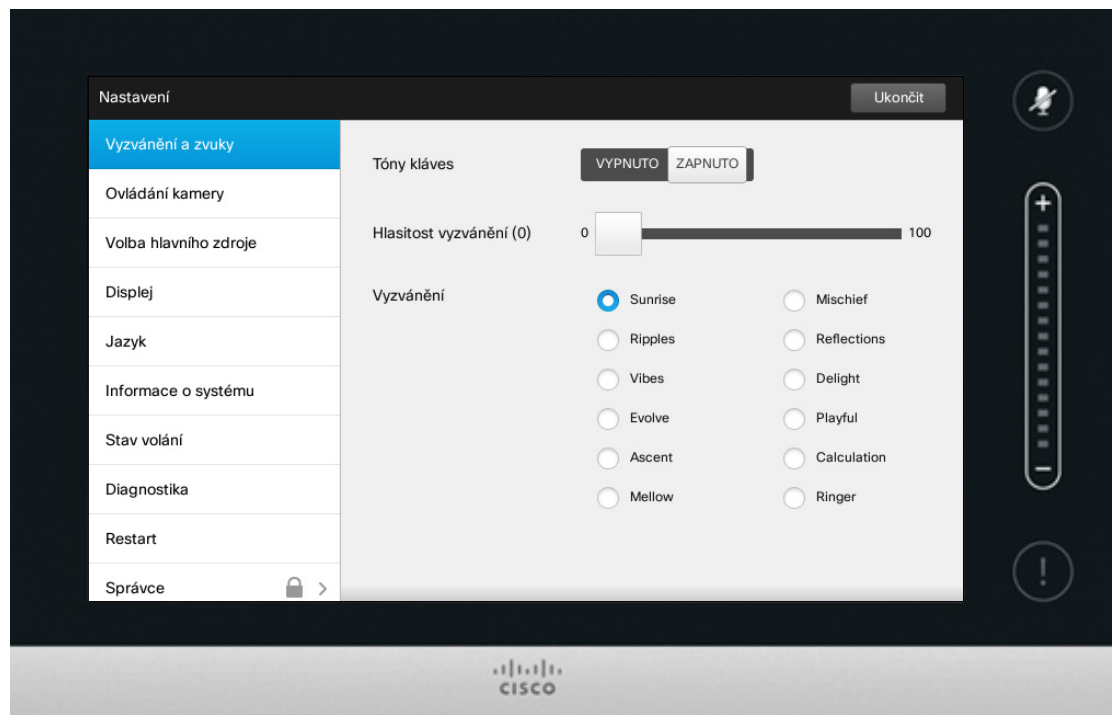 Nastavení
Ukončit
Vyzvánění a zvuky
Ovládání kamery
Volba hlavního zdroje
Displej
Jazyk
Informace o systému
Stav volání
Diagnostika
Restart
Správce
Tóny kláves
VYPNUTO ZAPNUTO
Hlasitost vyzvánění (0)
0
100
Vyzvánění
Sunrise
Mischief
Ripples
Reflections
Vibes
Delight
Evolve
Playful
Ascent
Calculation
Mellow
Ringer
+
−
!
CISCO